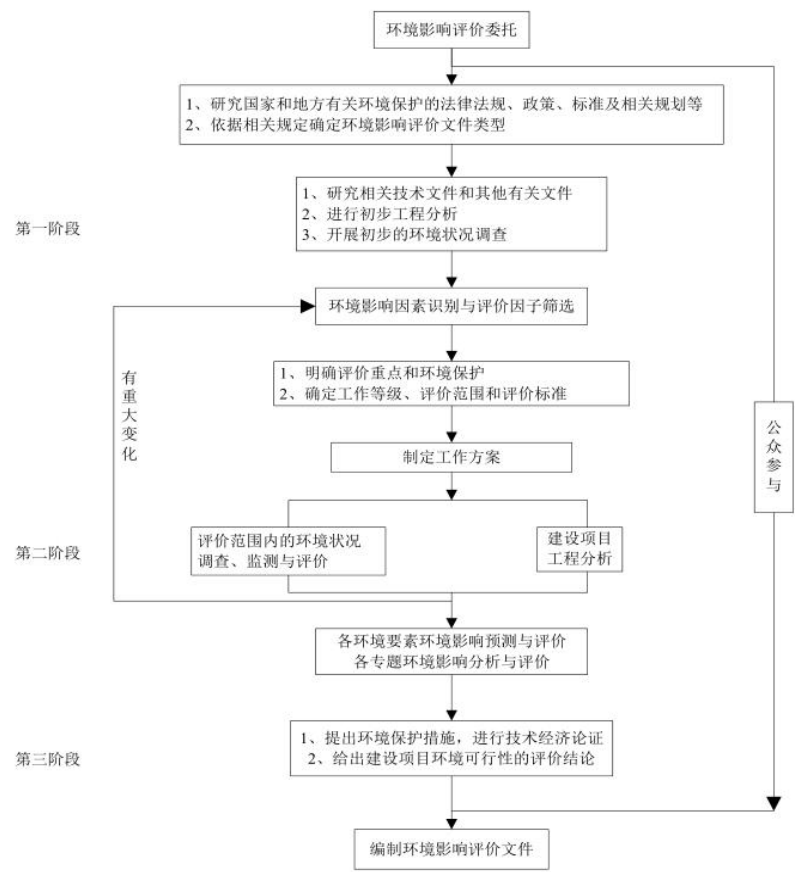 环境影响评价委托
1、研究国家和地方有关环境保护的法律法规、政策、标准及相关规划等
2、依据相关规定确定环境影响评价文件类型
第一阶段
1、研究相关技术文件和其他有关文件
2、进行初步工程分析
3、开展初步的环境状况调查
环境影响因素识别与评价因子筛选
有重大变化
1、明确评价重点和环境保护
2、确定工作等级、评价范围和评价标准
公众参与
制定工作方案
第二阶段
评价范围内的环境状况
调查、监测与评价
建设项目
工程分析
各环境要素环境影响预测与评价
各专题环境影响分析与评价
第三阶段
1、提出环境保护措施，进行技术经济论证
2、给出建设项目环境可行性的评价结论
编制环境影响评价文件